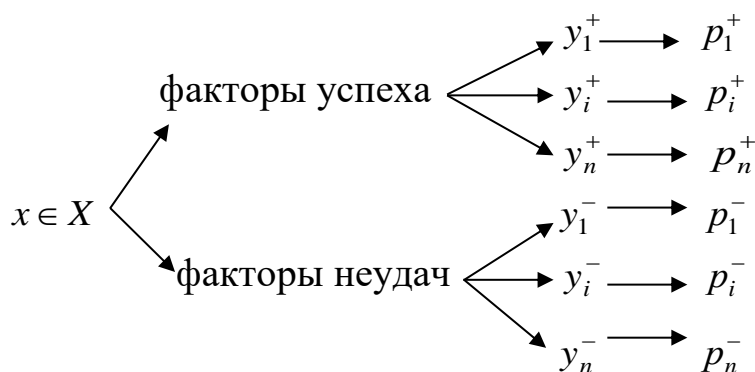 y₁⁺ p₁⁺
факторы успеха yᵢ⁺ pᵢ⁺
yₙ⁺ pₙ⁺
x ∈ X y₁⁻ p₁⁻
факторы неудач yᵢ⁻ pᵢ⁻
yₙ⁻ pₙ⁻